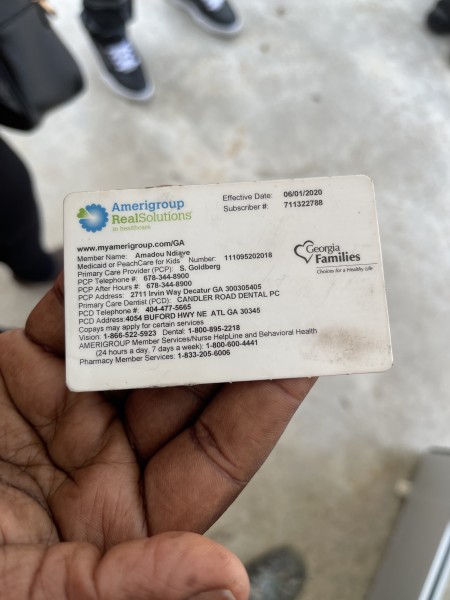 Amerigroup
RealSolutions
in healthcare
Effective Date: 06/01/2020
Subscriber #: 711322788
www.myamerigroup.com/GA
Member Name: Amadou Ndiaye
Medicaid or PeachCare for Kids Number: 111095202018
Primary Care Provider (PCP): S. Goldberg
PCP Telephone #: 678-344-8900
PCP After Hours #: 678-344-8900
PCP Address: 2711 Irvin Way Decatur GA 300305405
Primary Care Dentist (PCD): CANDLER ROAD DENTAL PC
PCD Telephone #: 404-477-5665
PCD Address: 4054 BUFORD HWY NE ATL GA 30345
Copays may apply for certain services
Vision: 1-866-522-5923 Dental: 1-800-895-2218
AMERIGROUP Member Services/Nurse HelpLine and Behavioral Health
(24 hours a day, 7 days a week): 1-800-600-4441
Pharmacy Member Services: 1-833-205-6006
Georgia
Families
Choices for a Healthy Life